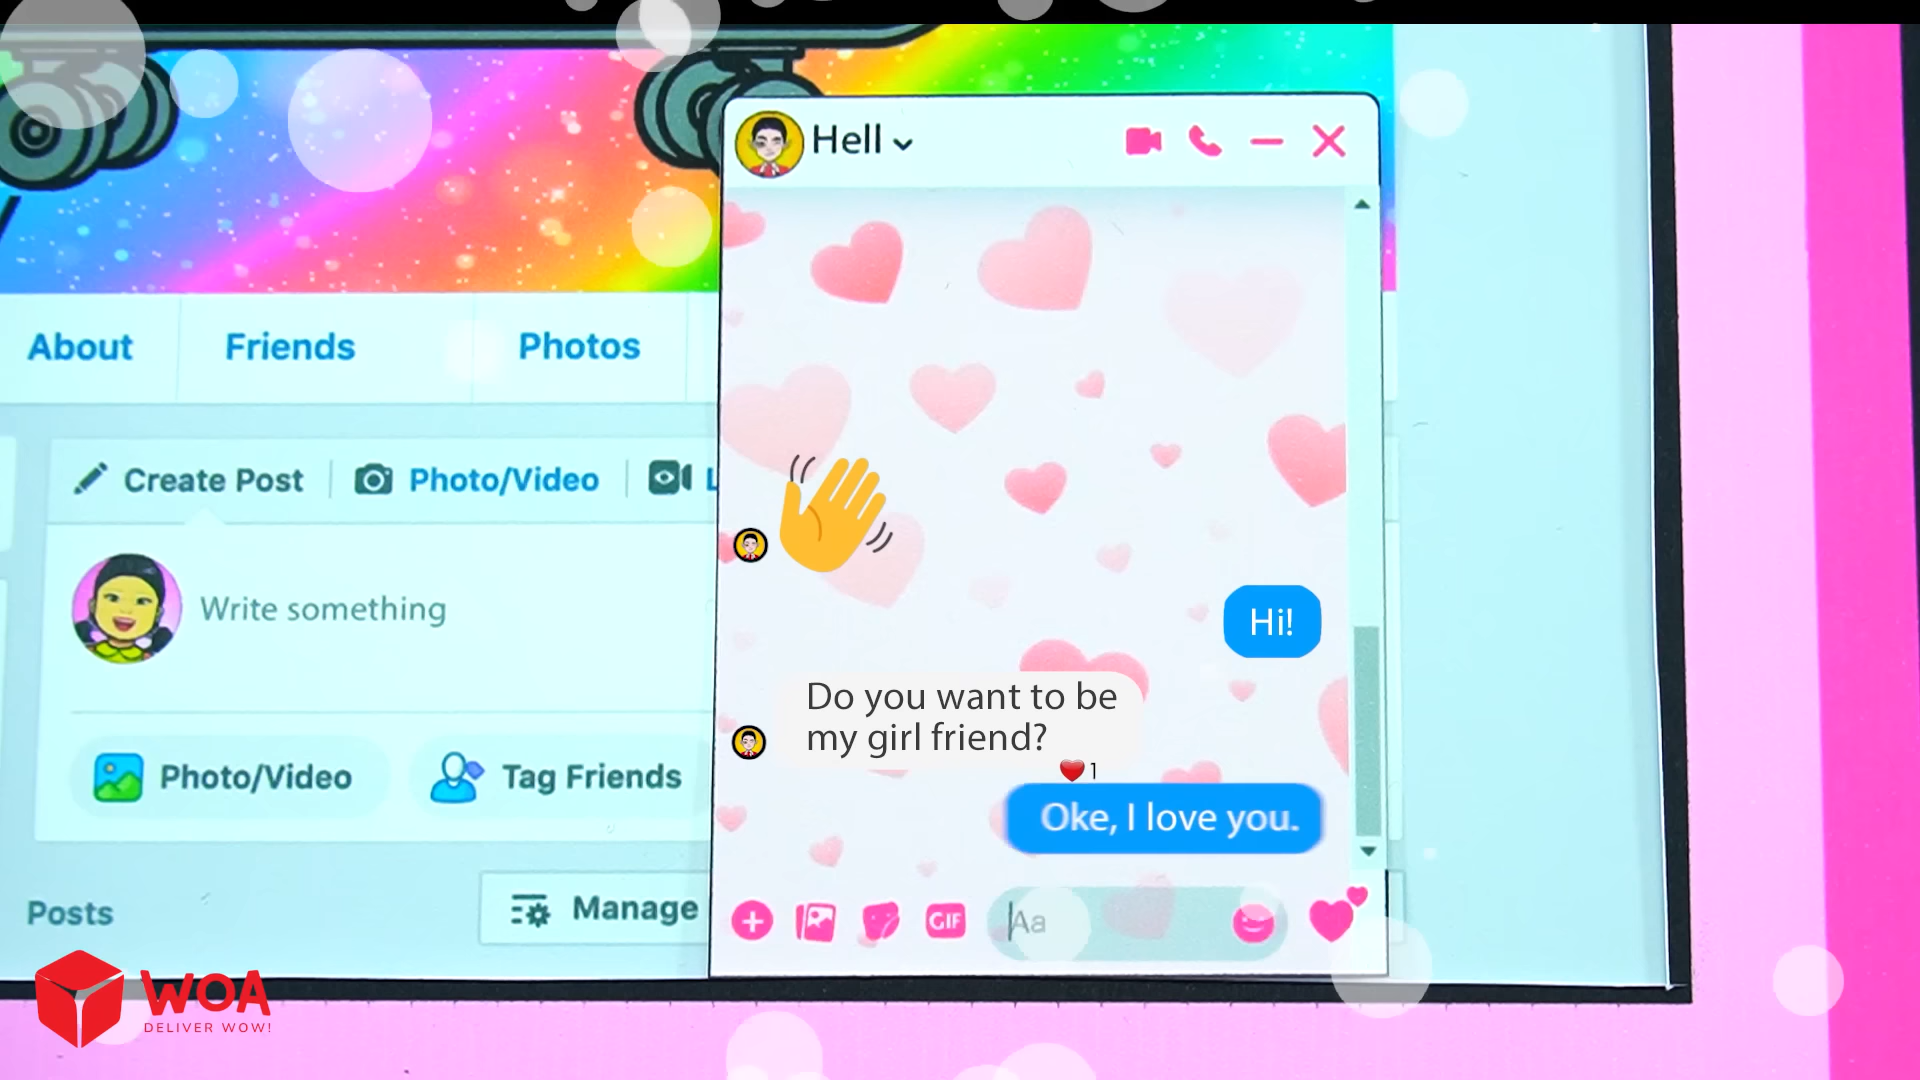 Hell
About
Friends
Photos
Create Post
Photo/Video
L
Write something
Hi!
Do you want to be
my girl friend?
1
Oke, I love you.
Photo/Video
Tag Friends
Posts
Manage
GIF
Aa
WOA
DELIVER WOW!